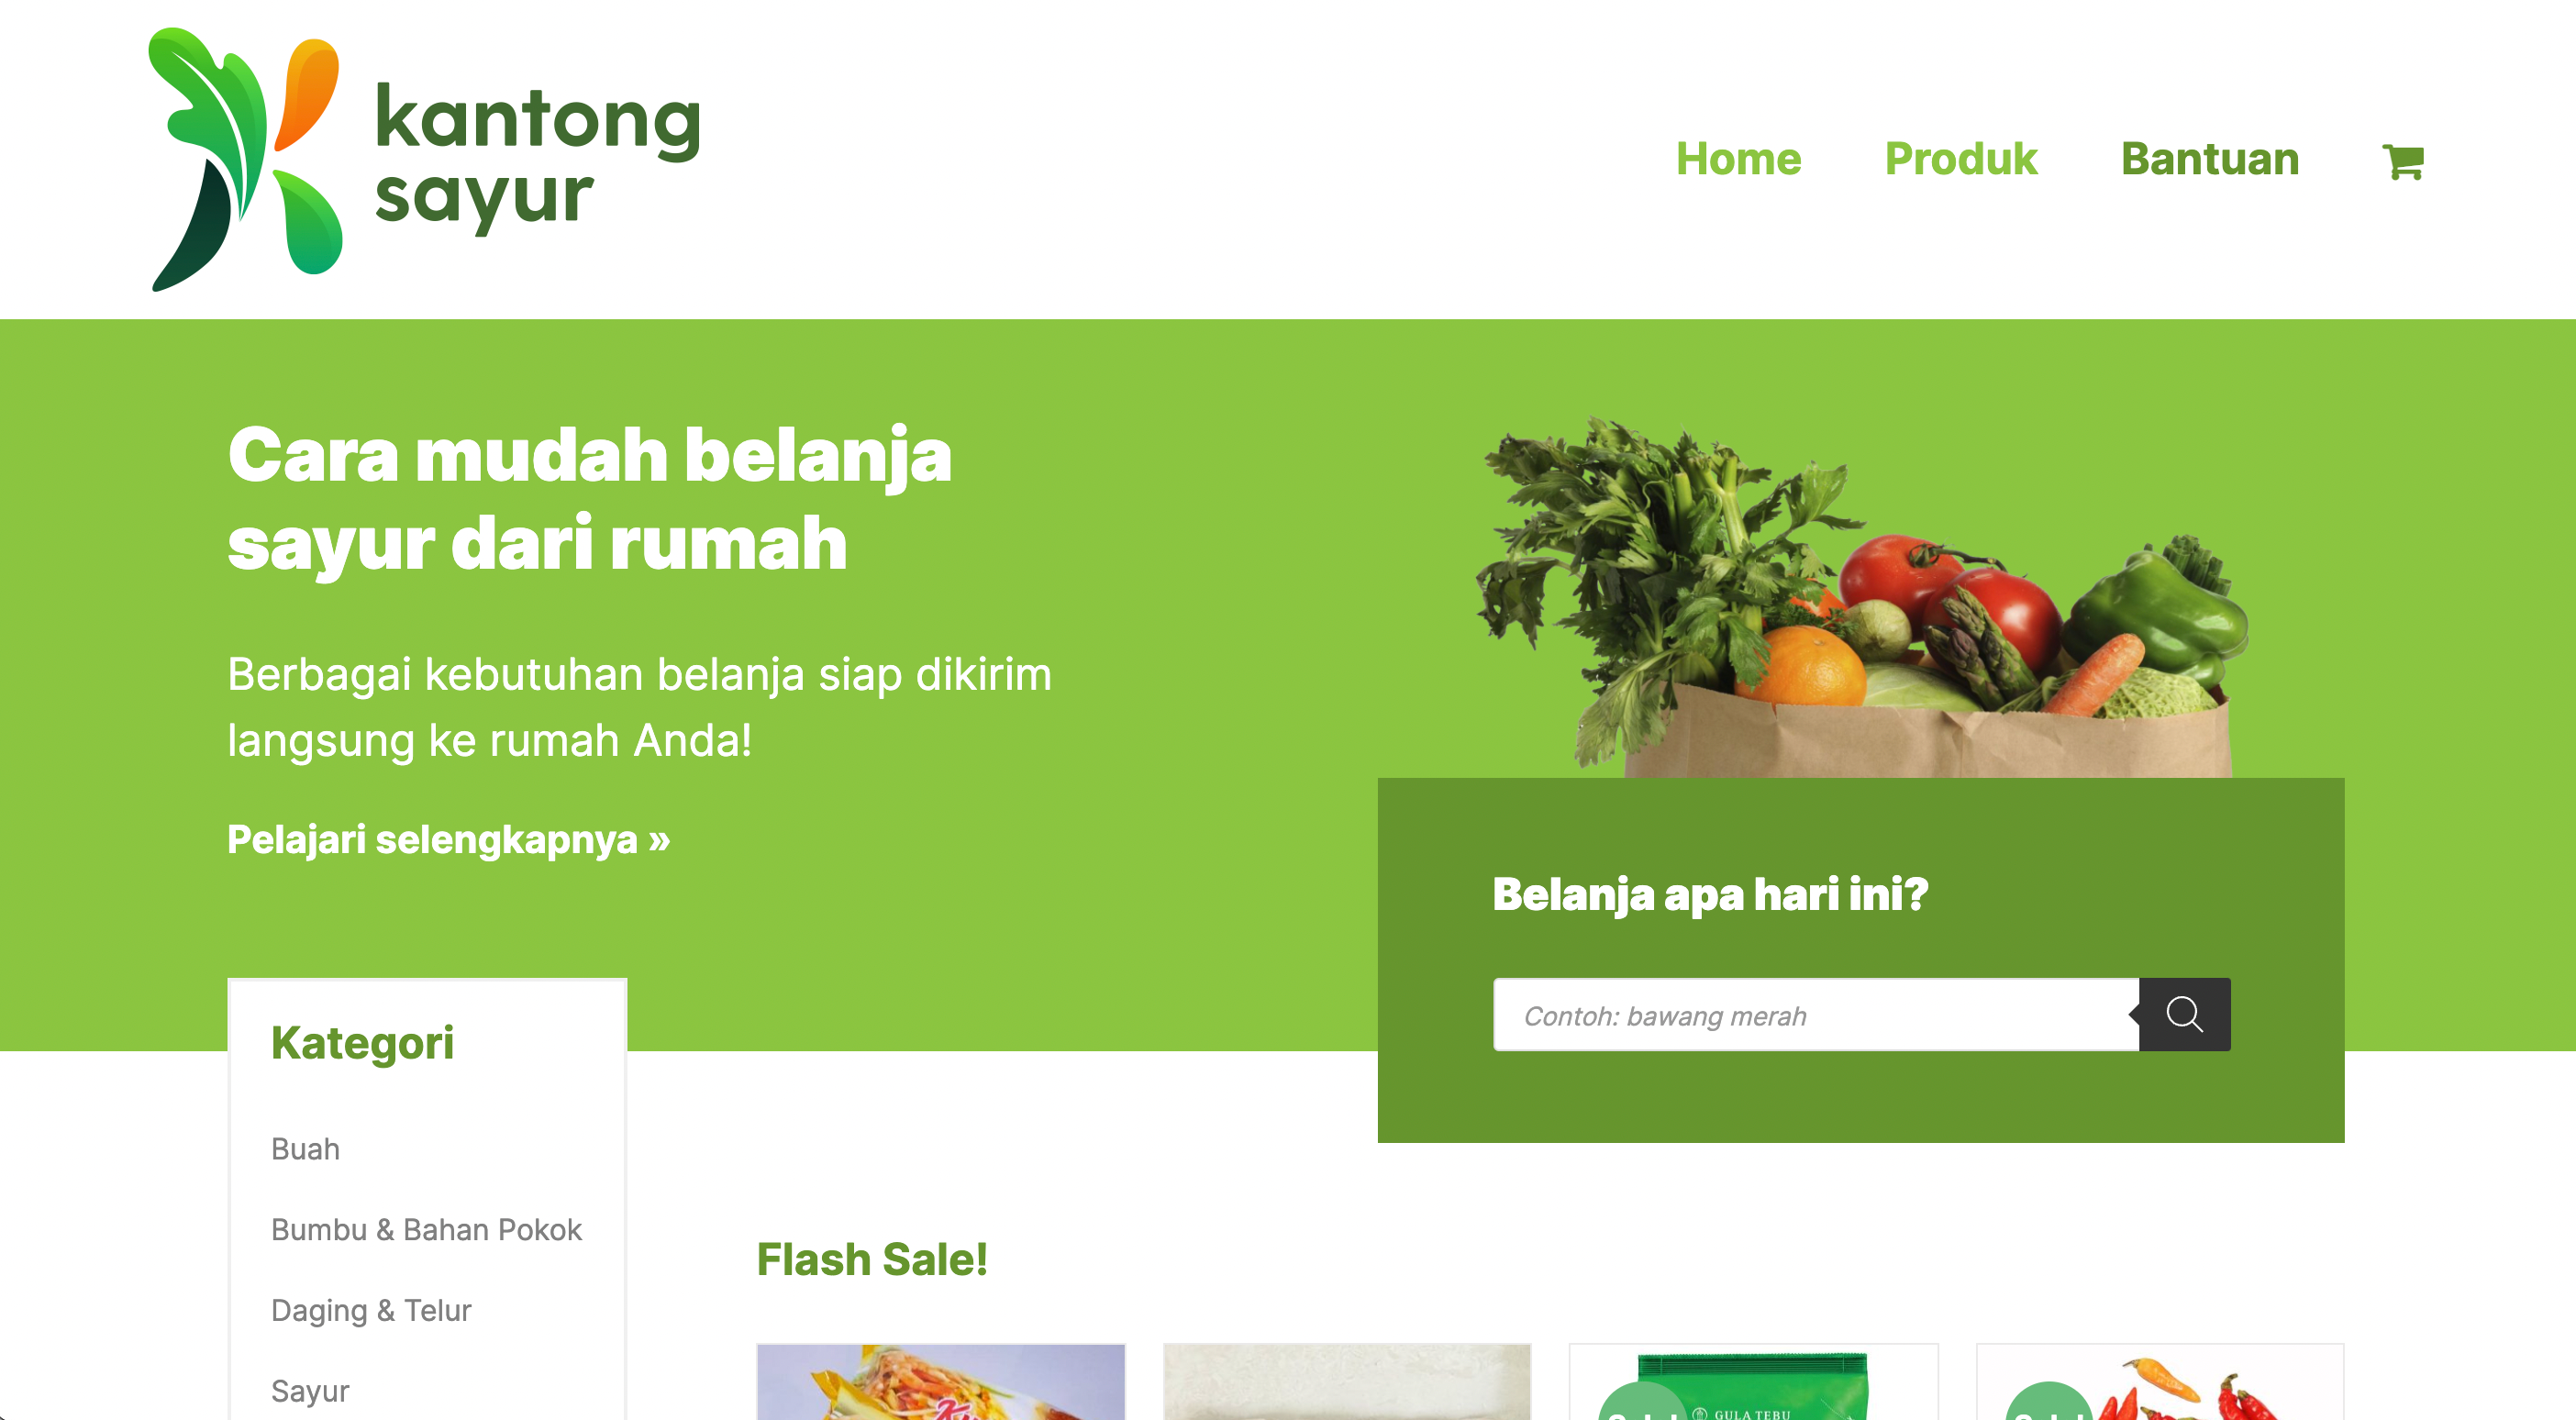 kantong
sayur
Home
Produk
Bantuan
Cara mudah belanja
sayur dari rumah
Berbagai kebutuhan belanja siap dikirim
langsung ke rumah Anda!
Pelajari selengkapnya »
Belanja apa hari ini?
Contoh: bawang merah
Kategori
Buah
Bumbu & Bahan Pokok
Daging & Telur
Sayur
Flash Sale!
GULA TEBU